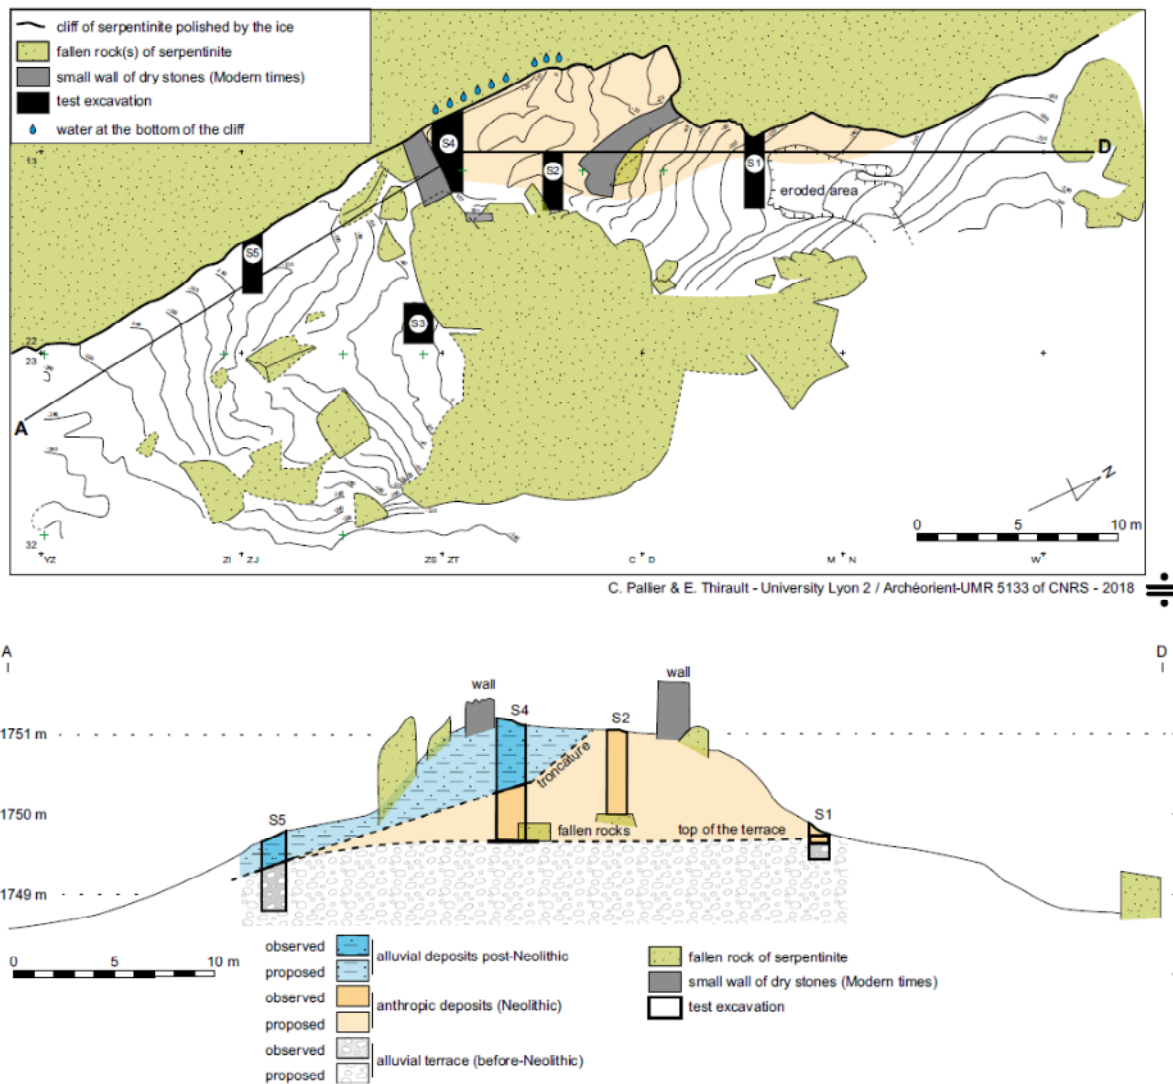 cliff of serpentinite polished by the ice
fallen rock(s) of serpentinite
small wall of dry stones (Modern times)
test excavation
water at the bottom of the cliff
13
S4
S2
S1
D
eroded area
S5
S3
22
23
A
N
0 5 10 m
32
YZ ZI ZJ ZS ZT C D M N W
C. Pallier & E. Thirault - University Lyon 2 / Archéorient-UMR 5133 of CNRS - 2018
A D
wall
wall
S4
S2
1751 m
troncature
1750 m
S5
S1
fallen rocks
top of the terrace
1749 m
0 5 10 m
observed
alluvial deposits post-Neolithic
proposed
observed
anthropic deposits (Neolithic)
proposed
observed
alluvial terrace (before-Neolithic)
proposed
fallen rock of serpentinite
small wall of dry stones (Modern times)
test excavation